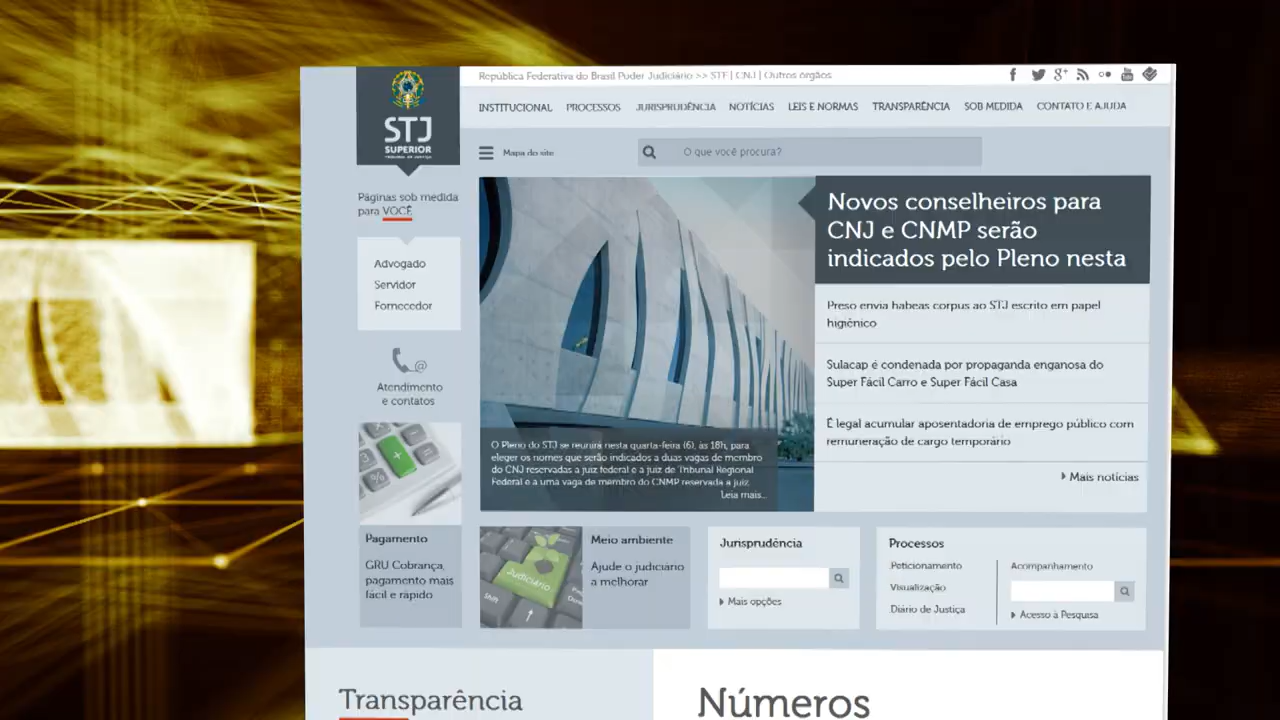 República Federativa do Brasil Poder Judiciário >> STF | CNJ | Outros órgãos
STJ
SUPERIOR
TRIBUNAL DE JUSTIÇA
INSTITUCIONAL PROCESSOS JURISPRUDÊNCIA NOTÍCIAS LEIS E NORMAS TRANSPARÊNCIA SOB MEDIDA CONTATO E AJUDA
Mapa do site
O que você procura?
Páginas sob medida
para VOCÊ
Advogado
Servidor
Fornecedor
Atendimento
e contatos
Novos conselheiros para
CNJ e CNMP serão
indicados pelo Pleno nesta
Preso envia habeas corpus ao STJ escrito em papel
higiênico
Sulacap é condenada por propaganda enganosa do
Super Fácil Carro e Super Fácil Casa
É legal acumular aposentadoria de emprego público com
remuneração de cargo temporário
Mais notícias
O Pleno do STJ se reunirá nesta quarta-feira (6), às 18h, para
eleger os nomes que serão indicados a duas vagas de membro
do CNJ reservadas a juiz federal e a juiz de Tribunal Regional
Federal e a uma vaga de membro do CNMP reservada a juiz
Leia mais...
Pagamento
GRU Cobrança,
pagamento mais
fácil e rápido
Judiciário
Shift
Meio ambiente
Ajude o judiciário
a melhorar
Jurisprudência
Mais opções
Processos
Peticionamento
Visualização
Diário de Justiça
Acompanhamento
Acesso à Pesquisa
Transparência
Números